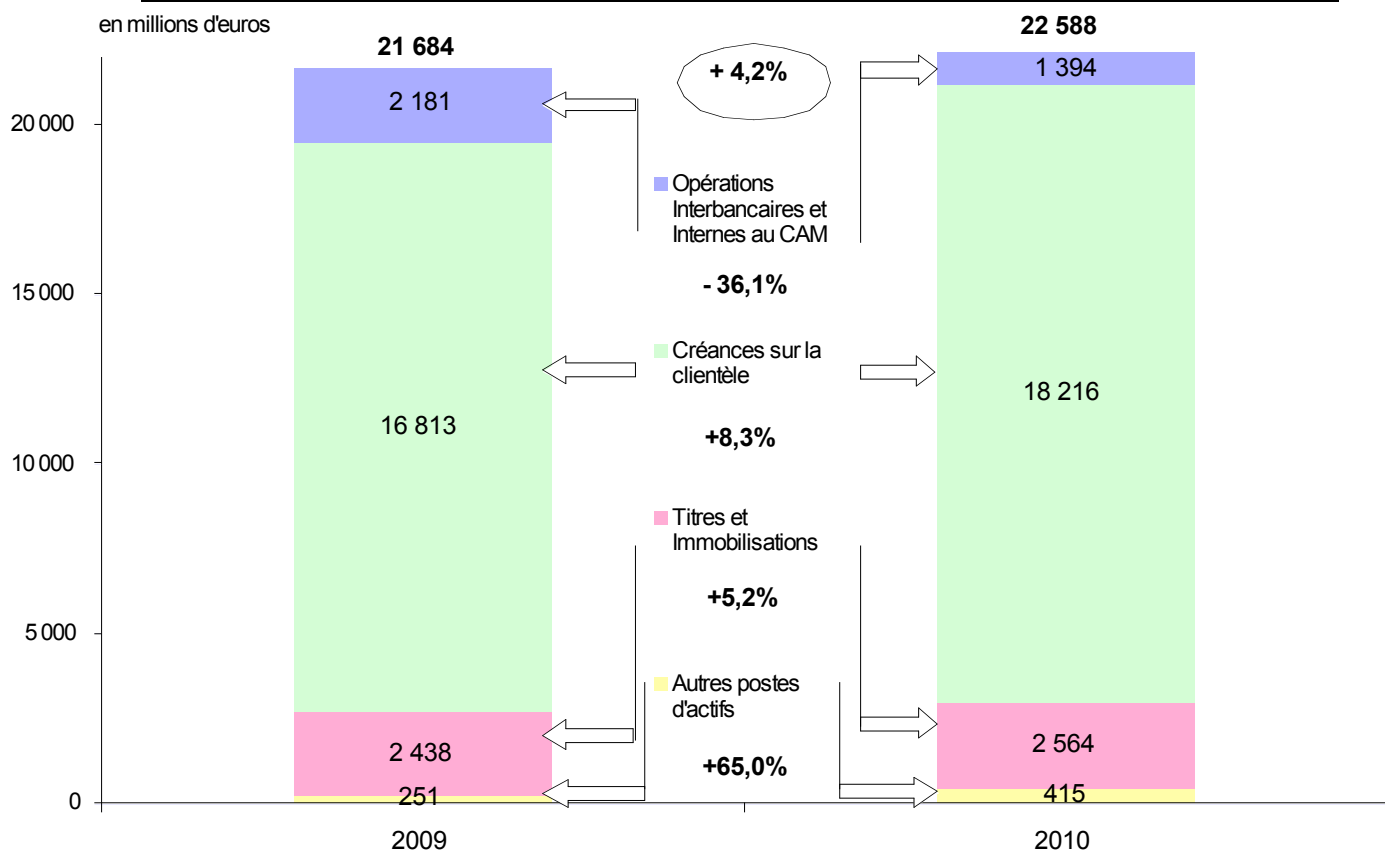 en millions d'euros
21 684
22 588
+ 4,2%
2 181
1 394
20 000
15 000
10 000
5 000
0
Opérations
Interbancaires et
Internes au CAM
- 36,1%
Créances sur la
clientèle
16 813
18 216
+8,3%
Titres et
Immobilisations
+5,2%
2 438
2 564
Autres postes
d'actifs
+65,0%
251
415
2009
2010